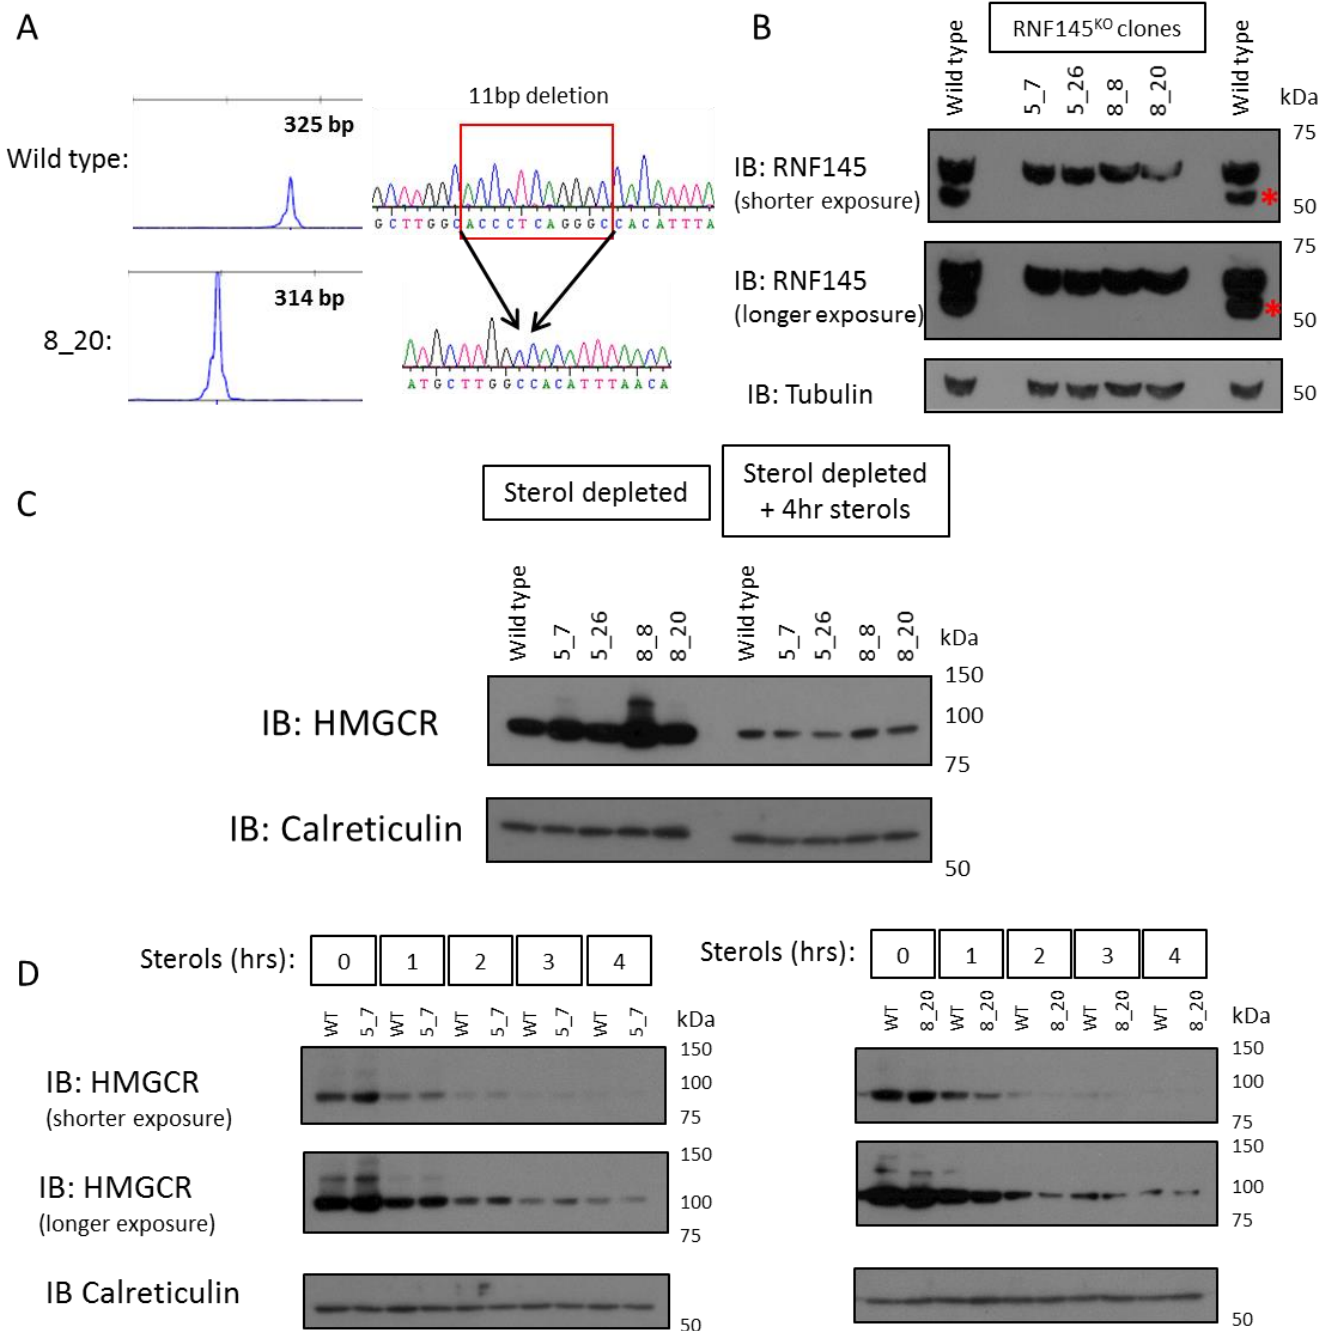 A
11bp deletion
Wild type:
325 bp
G C T T G G C A C C C T C A G G G C C A C A T T T A
8_20:
314 bp
A T G C T T G G C C A C A T T T A A C A
B
Wild type
RNF145KO clones
5_7
5_26
8_8
8_20
Wild type
kDa
IB: RNF145
(shorter exposure)
75
*
50
IB: RNF145
(longer exposure)
75
*
50
IB: Tubulin
50
C
Sterol depleted
Sterol depleted
+ 4hr sterols
Wild type
5_7
5_26
8_8
8_20
Wild type
5_7
5_26
8_8
8_20
kDa
IB: HMGCR
150
100
75
IB: Calreticulin
50
D
Sterols (hrs):
0
1
2
3
4
WT
5_7
WT
5_7
WT
5_7
WT
5_7
WT
5_7
kDa
IB: HMGCR
(shorter exposure)
150
100
75
IB: HMGCR
(longer exposure)
150
100
75
IB Calreticulin
50
Sterols (hrs):
0
1
2
3
4
WT
8_20
WT
8_20
WT
8_20
WT
8_20
WT
8_20
kDa
150
100
75
150
100
75
50